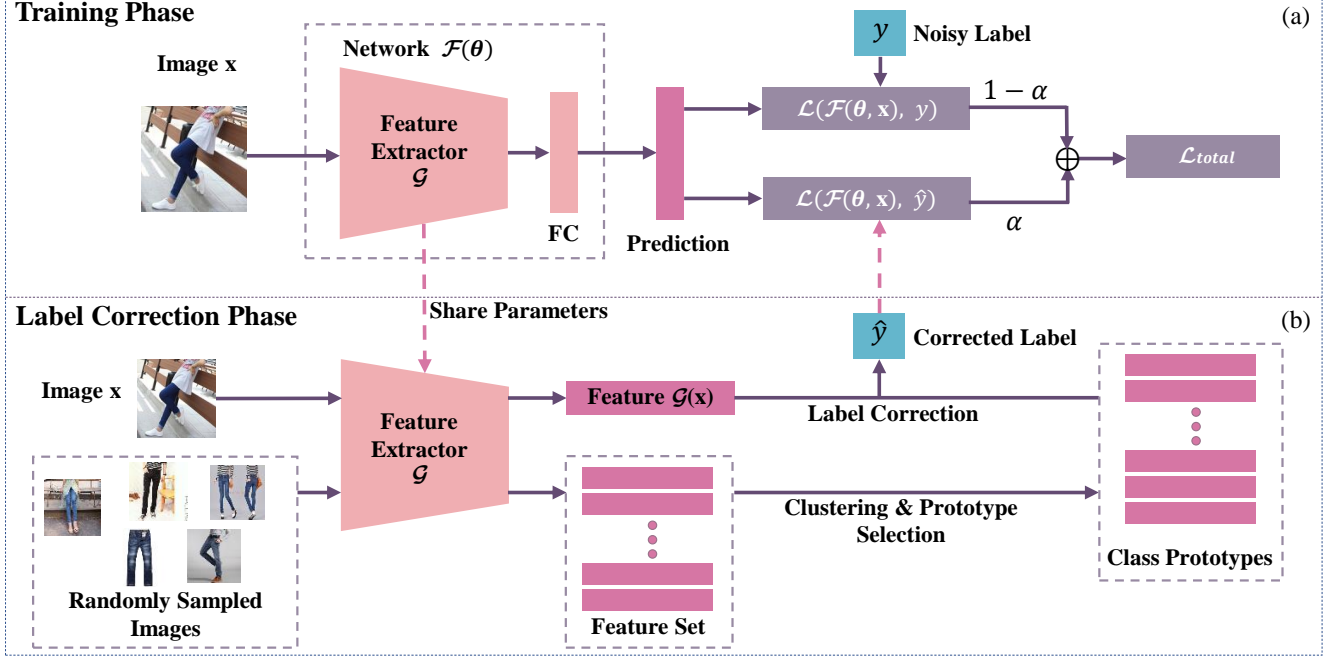 Training Phase
(a)
Network 𝓕(𝜽)
y
Noisy Label
Image x
Feature
Extractor
𝓖
FC
Prediction
𝓛(𝓕(𝜽, x), y)
1 − α
𝓛(𝓕(𝜽, x), ŷ)
α
⊕
𝓛total
Share Parameters
Label Correction Phase
(b)
ŷ
Corrected Label
Image x
Feature
Extractor
𝓖
Feature 𝓖(x)
Label Correction
Clustering & Prototype
Selection
Class Prototypes
Randomly Sampled
Images
Feature Set